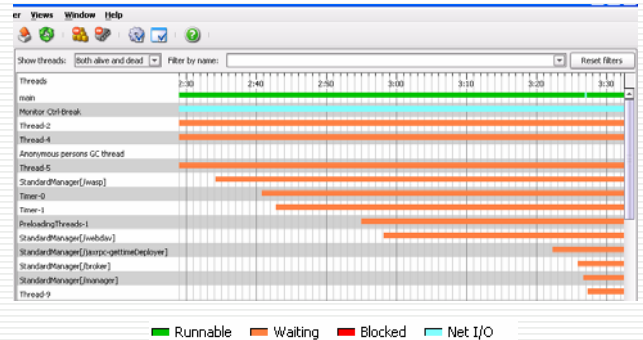 er Views Window Help
Show threads: Both alive and dead Filter by name: Reset filters
Threads 2:30 2:40 2:50 3:00 3:10 3:20 3:30
main
Monitor Ctrl-Break
Thread-2
Thread-4
Anonymous persons GC thread
Thread-5
StandardManager[/wasp]
Timer-0
Timer-1
PreloadingThreads-1
StandardManager[/webdav]
StandardManager[/jaxrpc-gettimeDeployer]
StandardManager[/broker]
StandardManager[/manager]
Thread-9
Runnable Waiting Blocked Net I/O